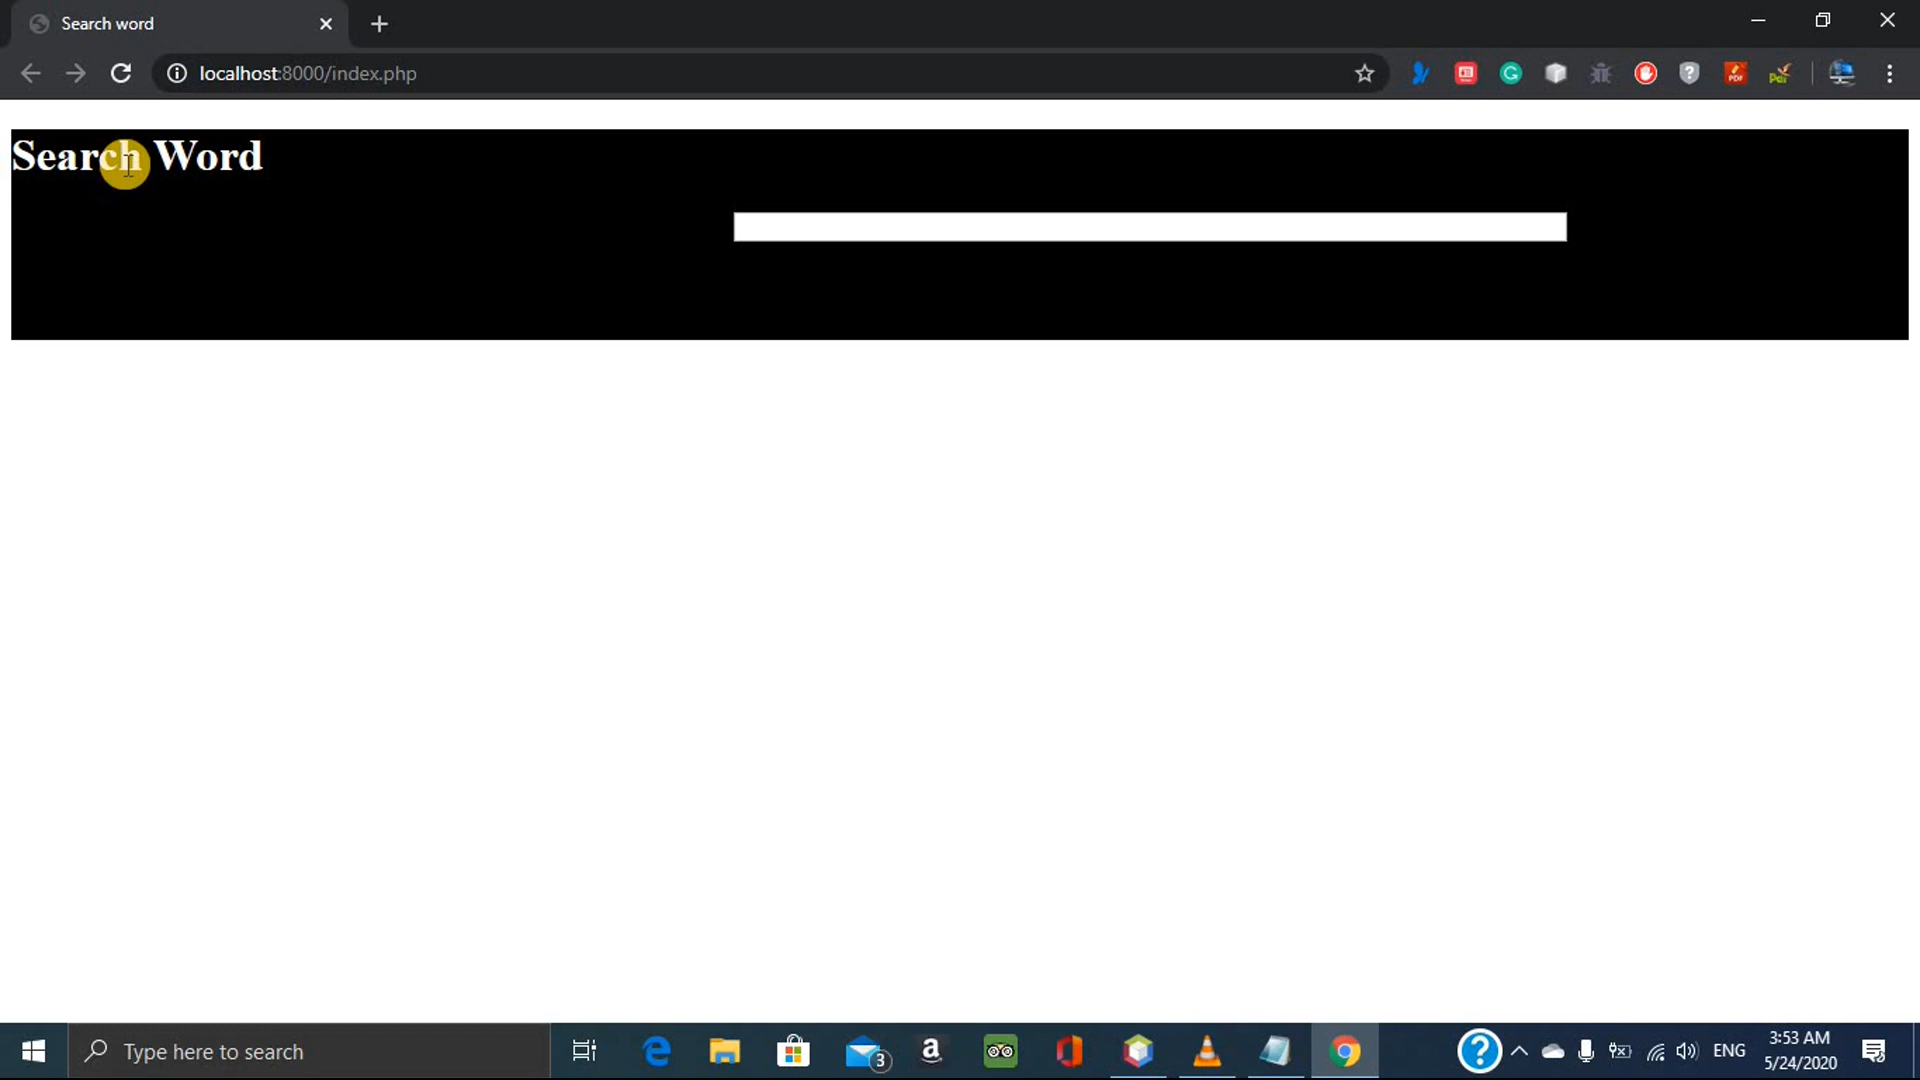 Search word
localhost:8000/index.php
Search Word
Type here to search
3
ENG
3:53 AM
5/24/2020